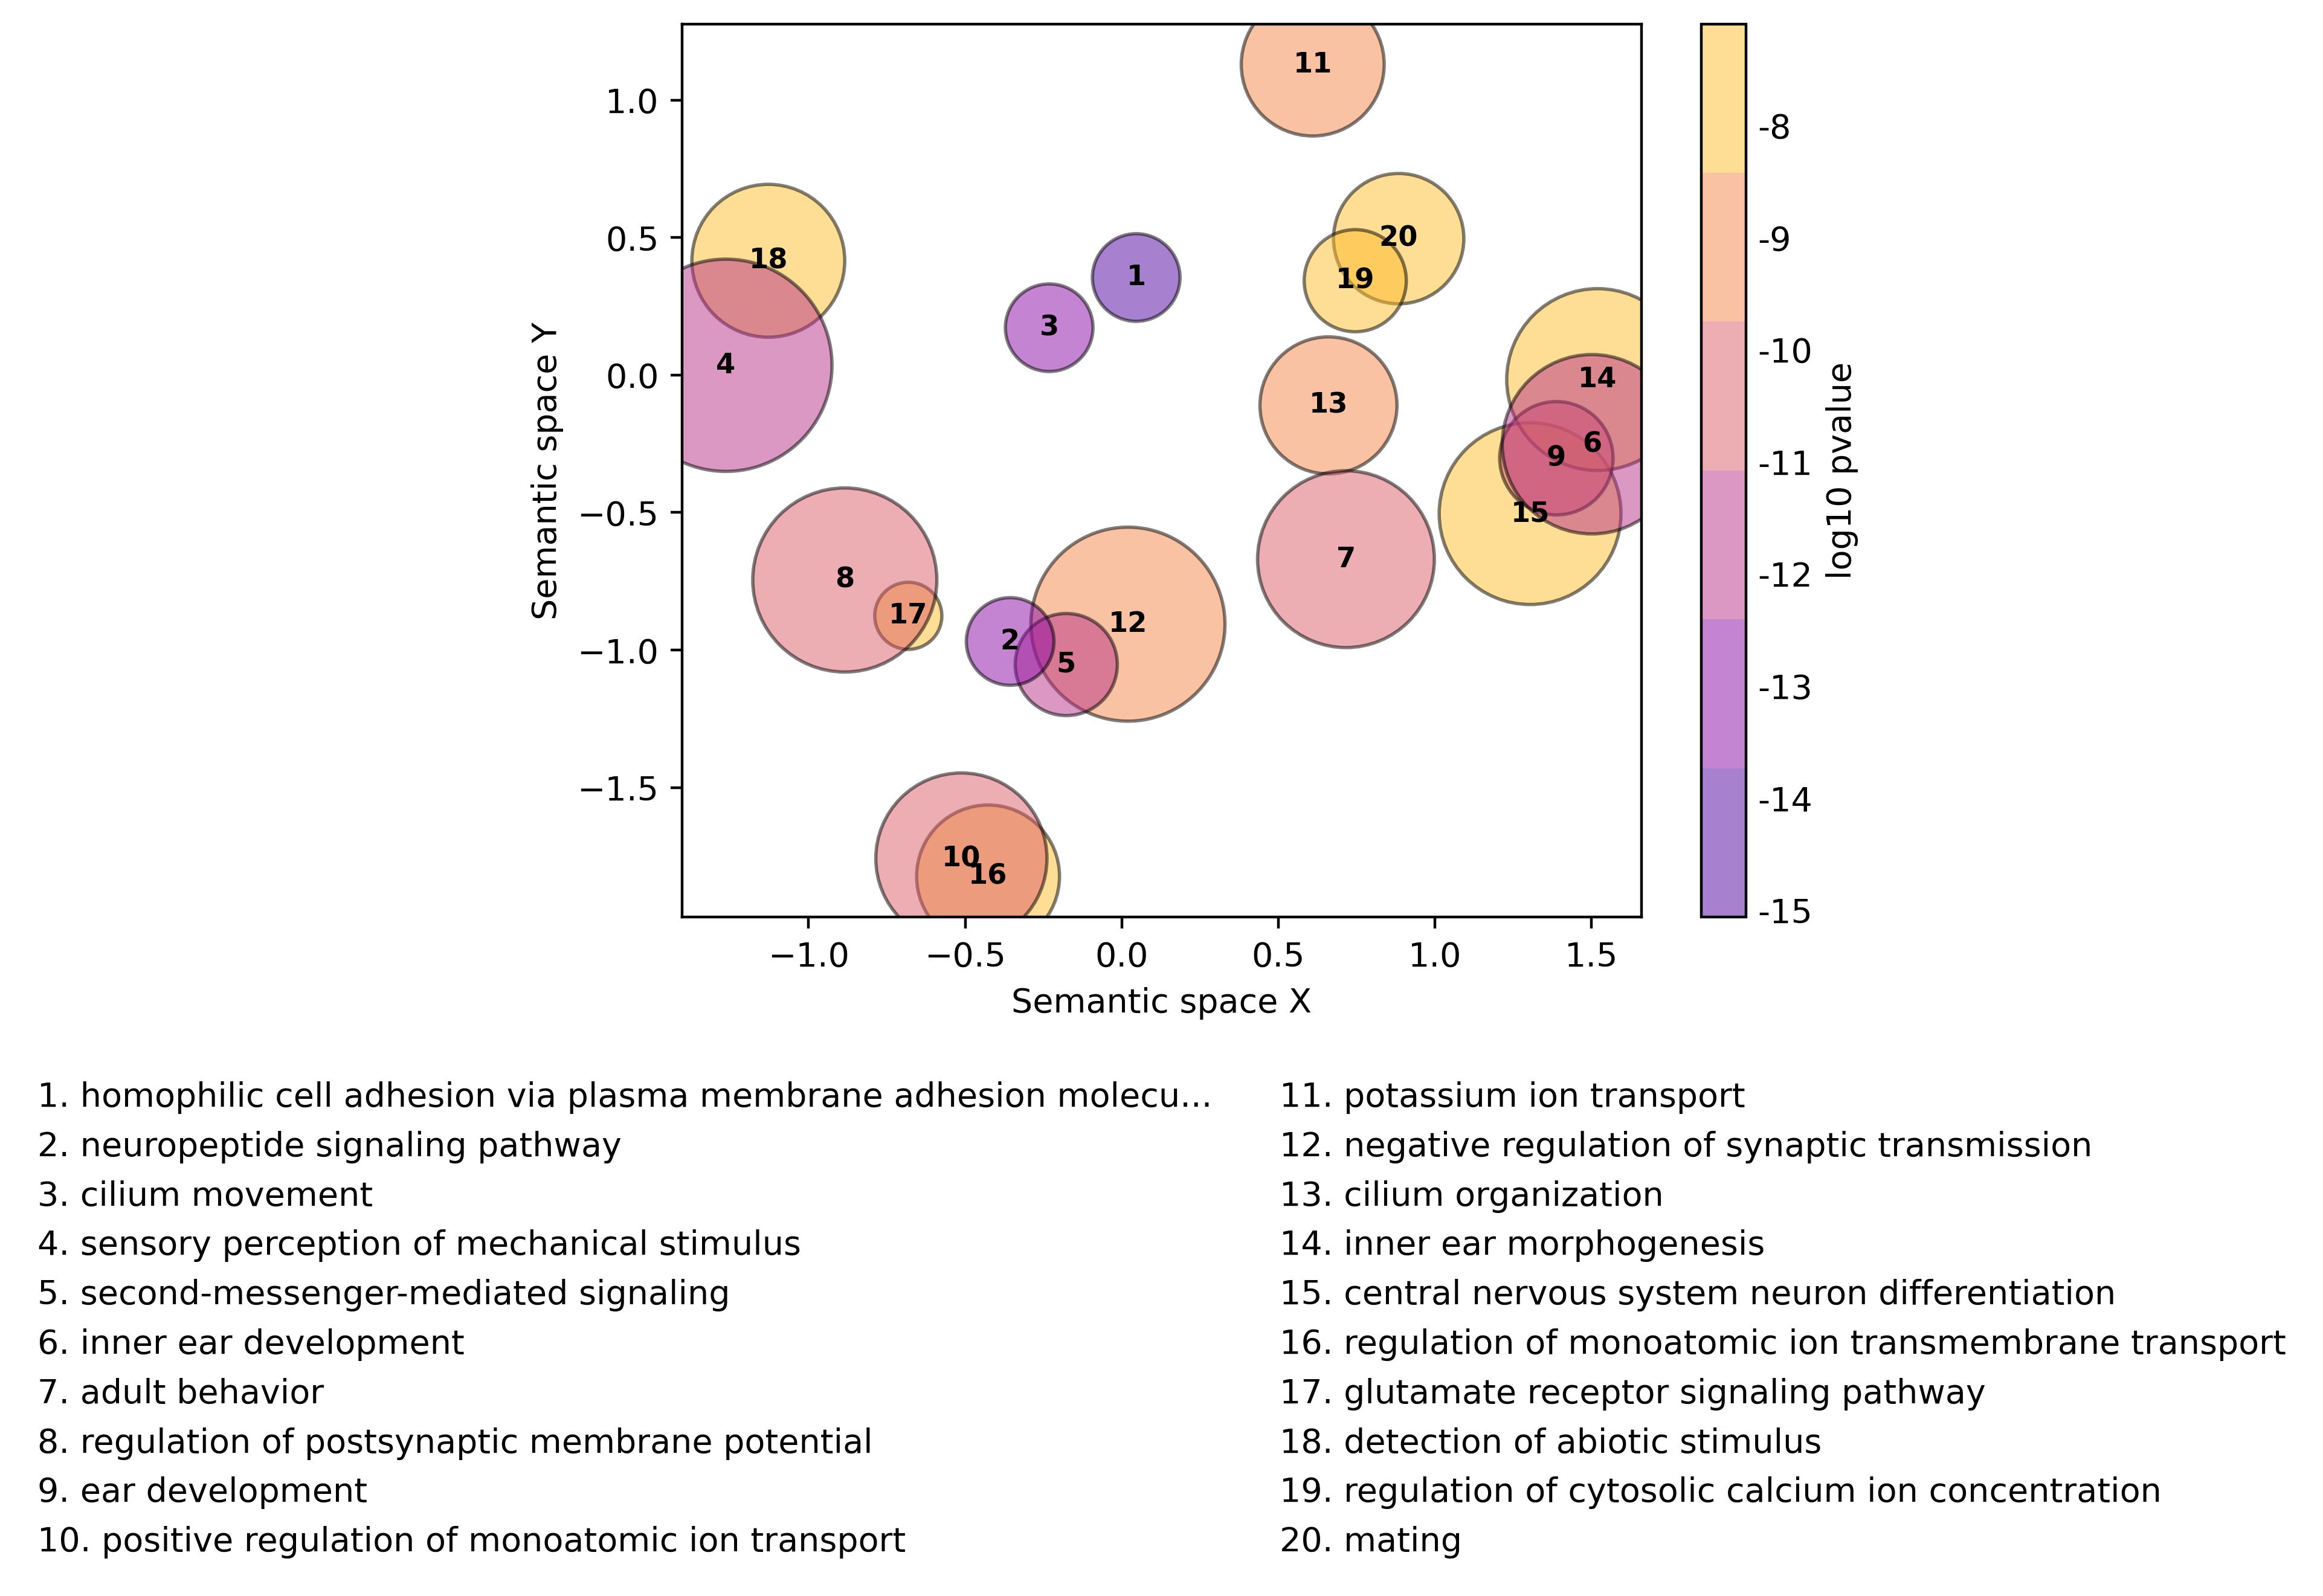 11
1.0
0.5
0.0
−0.5
−1.0
−1.5
Semantic space Y
18
20
1
19
3
4
14
13
6
9
15
7
8
17
12
2
5
10
16
−1.0 −0.5 0.0 0.5 1.0 1.5
Semantic space X
-8
-9
-10
-11
-12
-13
-14
-15
log10 pvalue
1. homophilic cell adhesion via plasma membrane adhesion molecu...
2. neuropeptide signaling pathway
3. cilium movement
4. sensory perception of mechanical stimulus
5. second-messenger-mediated signaling
6. inner ear development
7. adult behavior
8. regulation of postsynaptic membrane potential
9. ear development
10. positive regulation of monoatomic ion transport
11. potassium ion transport
12. negative regulation of synaptic transmission
13. cilium organization
14. inner ear morphogenesis
15. central nervous system neuron differentiation
16. regulation of monoatomic ion transmembrane transport
17. glutamate receptor signaling pathway
18. detection of abiotic stimulus
19. regulation of cytosolic calcium ion concentration
20. mating